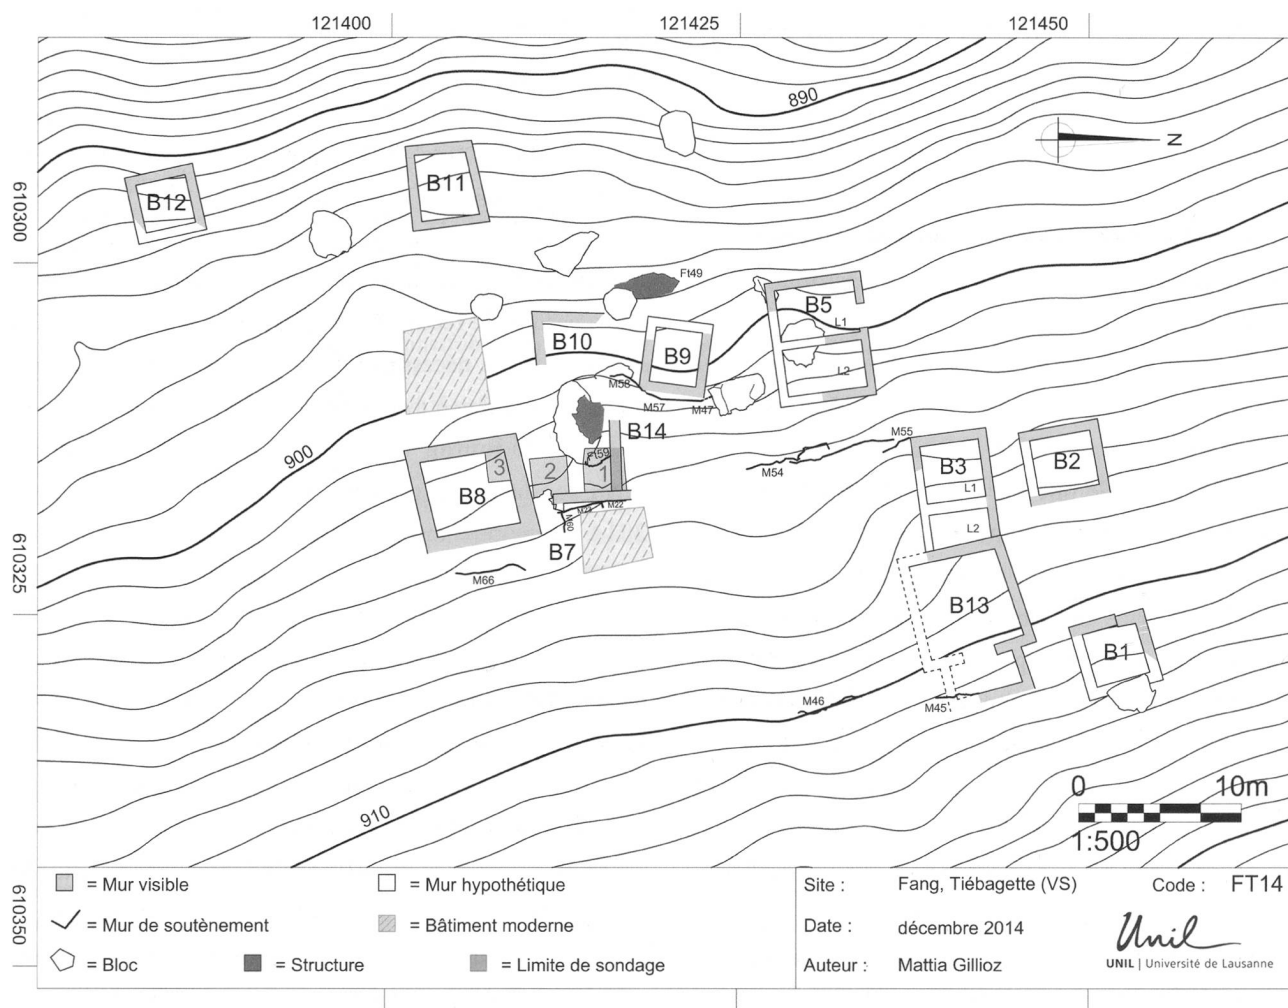 121400 121425 121450
890
N
610300
B12
B11
Ft49
B5
L1
B10
B9
L2
M58
M57
M47
B14
900
M55
M54
Ft59
3
2
1
B8
B3
L1
B2
M22
M60
L2
B7
M66
610325
B13
B1
M46
M45
910
0 10m
1:500
= Mur visible
= Mur hypothétique
= Mur de soutènement
= Bâtiment moderne
= Bloc
= Structure
= Limite de sondage
610350
Site : Fang, Tiébagette (VS) Code : FT14
Date : décembre 2014
Auteur : Mattia Gillioz
Unil
UNIL | Université de Lausanne